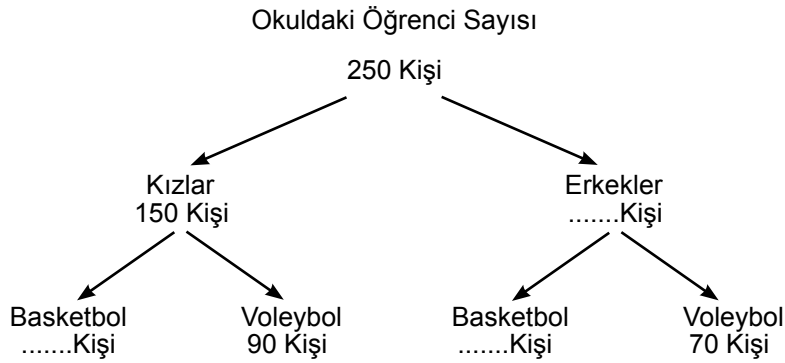 Okuldaki Öğrenci Sayısı
250 Kişi
Kızlar
150 Kişi
Erkekler
.......Kişi
Basketbol
.......Kişi
Voleybol
90 Kişi
Basketbol
.......Kişi
Voleybol
70 Kişi